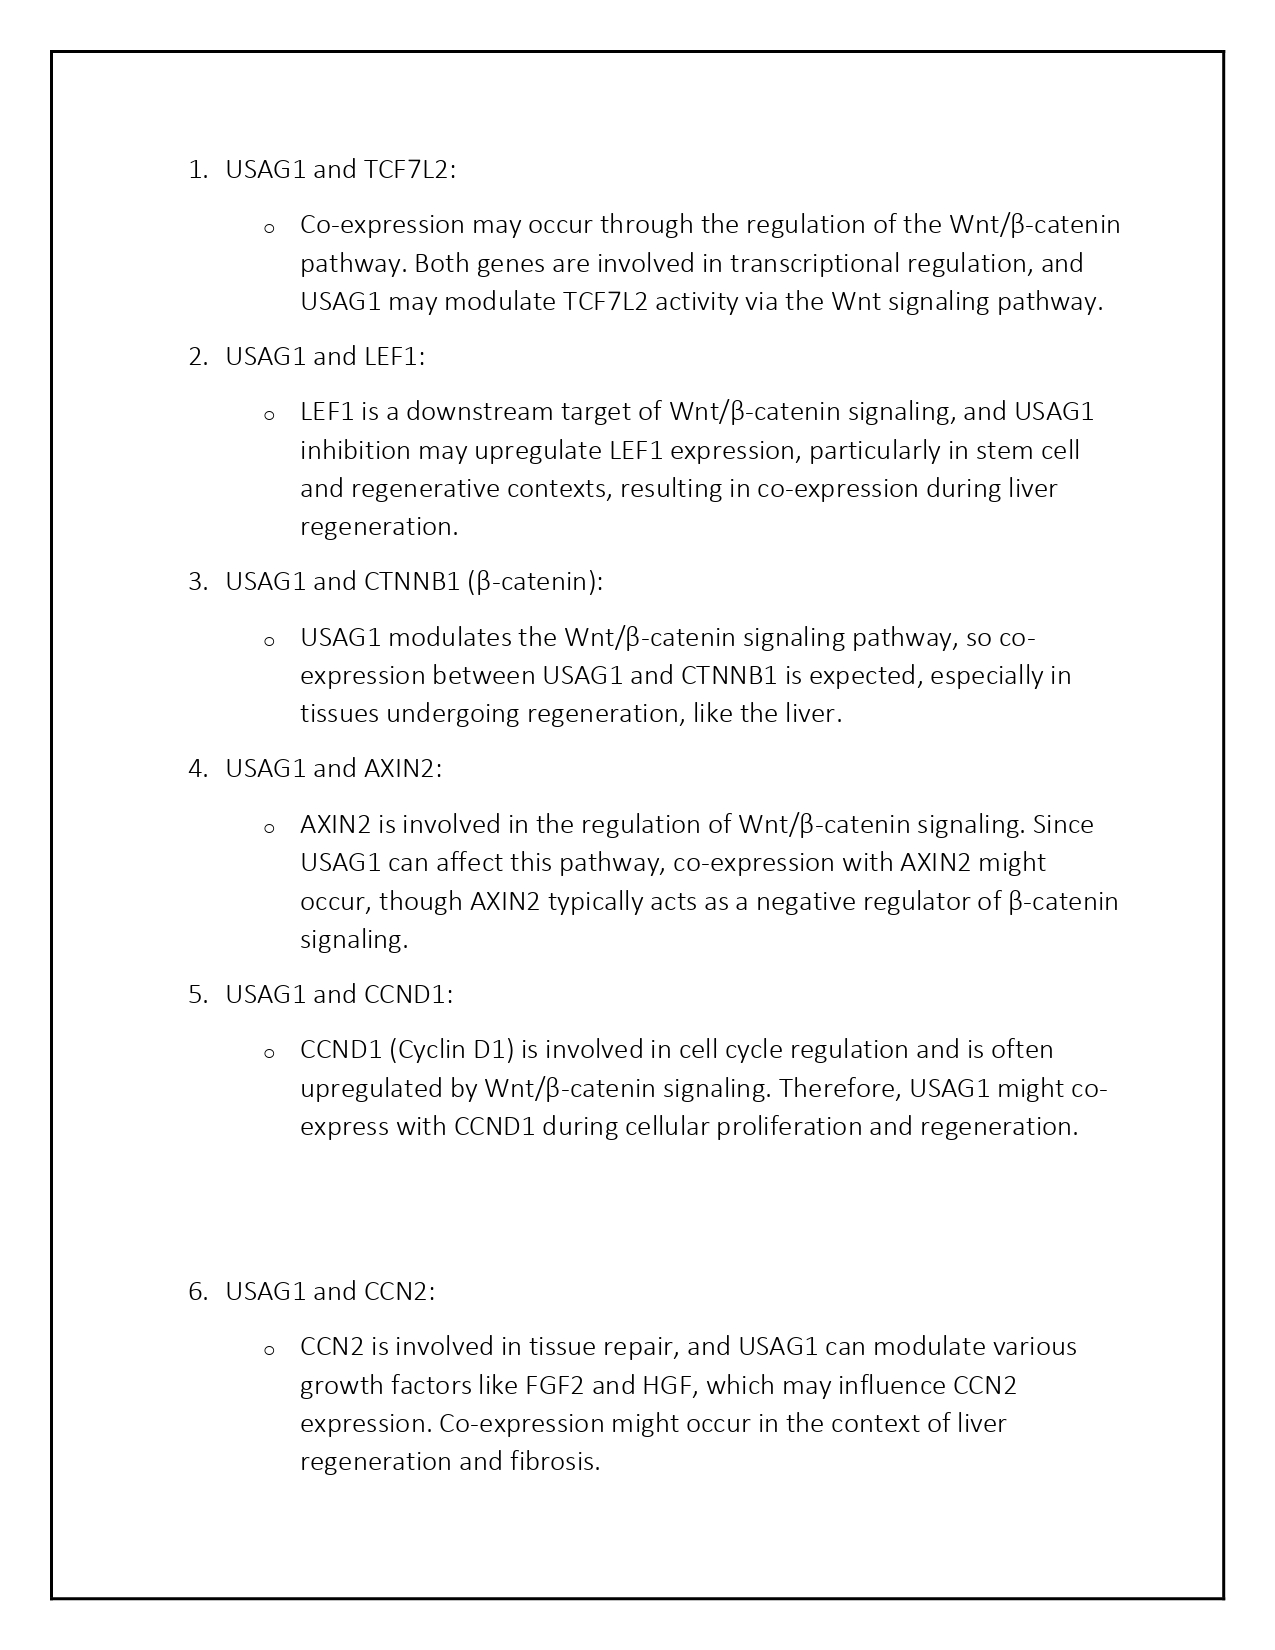 1. USAG1 and TCF7L2:
o Co-expression may occur through the regulation of the Wnt/β-catenin
pathway. Both genes are involved in transcriptional regulation, and
USAG1 may modulate TCF7L2 activity via the Wnt signaling pathway.
2. USAG1 and LEF1:
o LEF1 is a downstream target of Wnt/β-catenin signaling, and USAG1
inhibition may upregulate LEF1 expression, particularly in stem cell
and regenerative contexts, resulting in co-expression during liver
regeneration.
3. USAG1 and CTNNB1 (β-catenin):
o USAG1 modulates the Wnt/β-catenin signaling pathway, so co-
expression between USAG1 and CTNNB1 is expected, especially in
tissues undergoing regeneration, like the liver.
4. USAG1 and AXIN2:
o AXIN2 is involved in the regulation of Wnt/β-catenin signaling. Since
USAG1 can affect this pathway, co-expression with AXIN2 might
occur, though AXIN2 typically acts as a negative regulator of β-catenin
signaling.
5. USAG1 and CCND1:
o CCND1 (Cyclin D1) is involved in cell cycle regulation and is often
upregulated by Wnt/β-catenin signaling. Therefore, USAG1 might co-
express with CCND1 during cellular proliferation and regeneration.
6. USAG1 and CCN2:
o CCN2 is involved in tissue repair, and USAG1 can modulate various
growth factors like FGF2 and HGF, which may influence CCN2
expression. Co-expression might occur in the context of liver
regeneration and fibrosis.